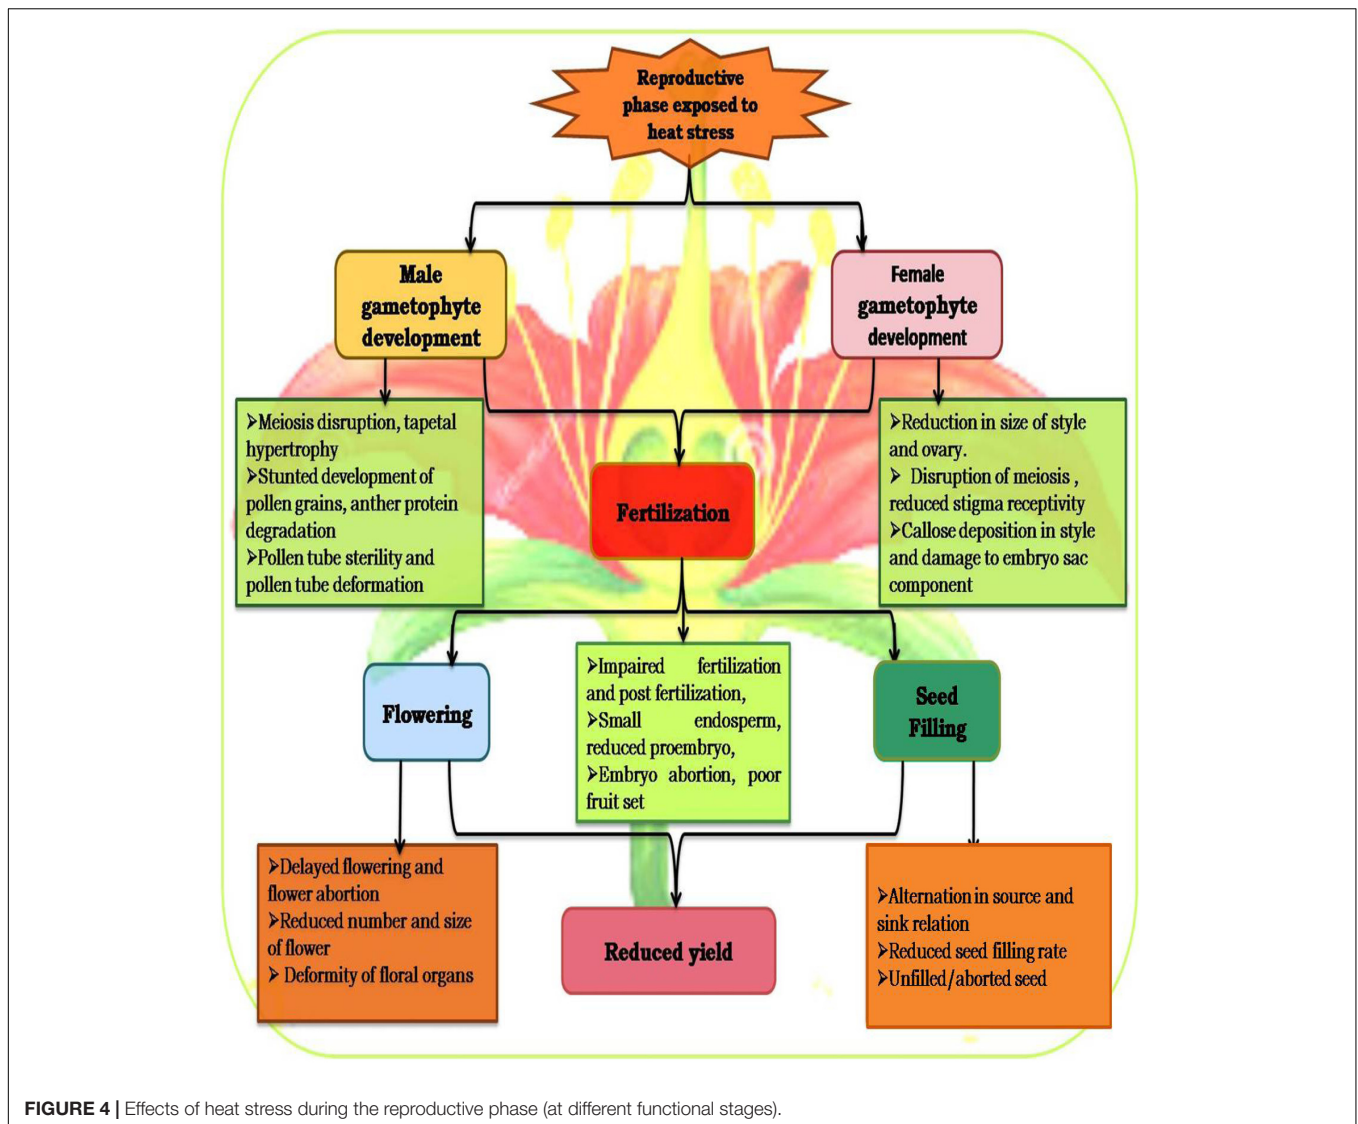 Reproductive
phase exposed to
heat stress
Male
gametophyte
development
Female
gametophyte
development
➢Meiosis disruption, tapetal
hypertrophy
➢Stunted development of
pollen grains, anther protein
degradation
➢Pollen tube sterility and
pollen tube deformation
Fertilization
➢Reduction in size of style
and ovary.
➢ Disruption of meiosis ,
reduced stigma receptivity
➢Callose deposition in style
and damage to embryo sac
component
Flowering
➢Impaired fertilization
and post fertilization,
➢Small endosperm,
reduced proembryo,
➢Embryo abortion, poor
fruit set
Seed
Filling
➢Delayed flowering and
flower abortion
➢Reduced number and size
of flower
➢ Deformity of floral organs
Reduced yield
➢Alternation in source and
sink relation
➢Reduced seed filling rate
➢Unfilled/aborted seed
FIGURE 4 | Effects of heat stress during the reproductive phase (at different functional stages).